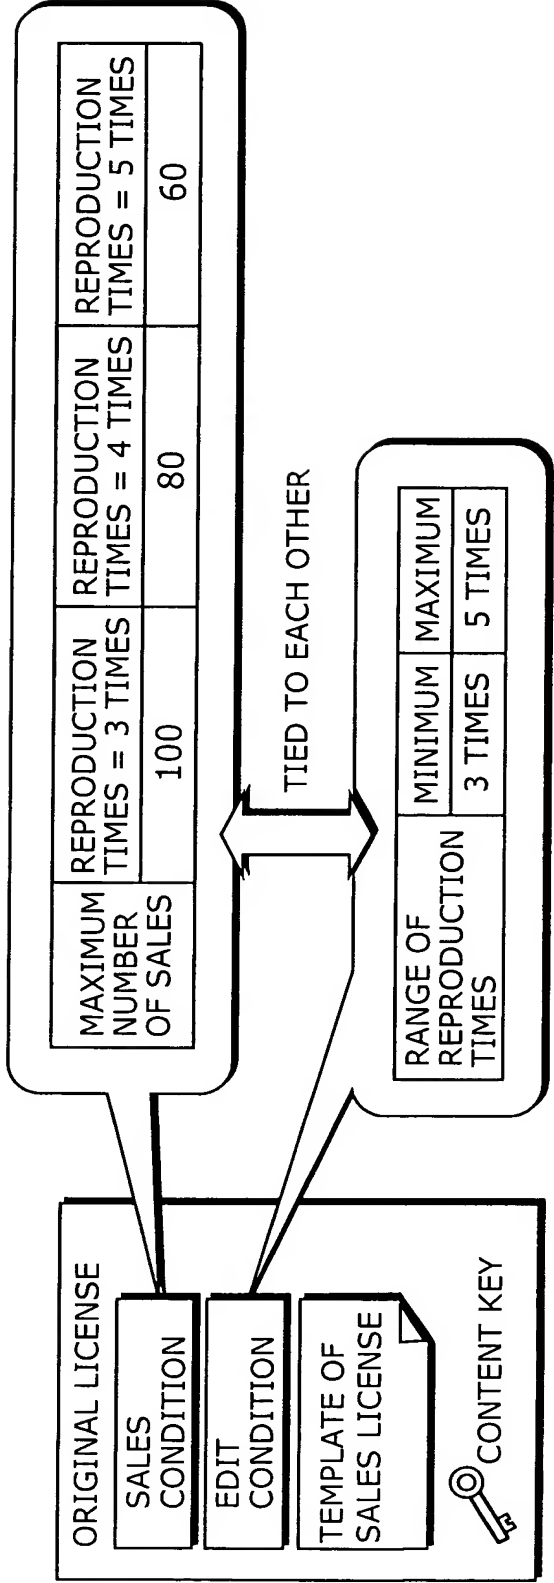 ORIGINAL LICENSE
SALES
CONDITION
EDIT
CONDITION
TEMPLATE OF
SALES LICENSE
CONTENT KEY
MAXIMUM
NUMBER
OF SALES
REPRODUCTION
TIMES = 3 TIMES
REPRODUCTION
TIMES = 4 TIMES
REPRODUCTION
TIMES = 5 TIMES
100
80
60
TIED TO EACH OTHER
RANGE OF
REPRODUCTION
TIMES
MINIMUM
MAXIMUM
3 TIMES
5 TIMES